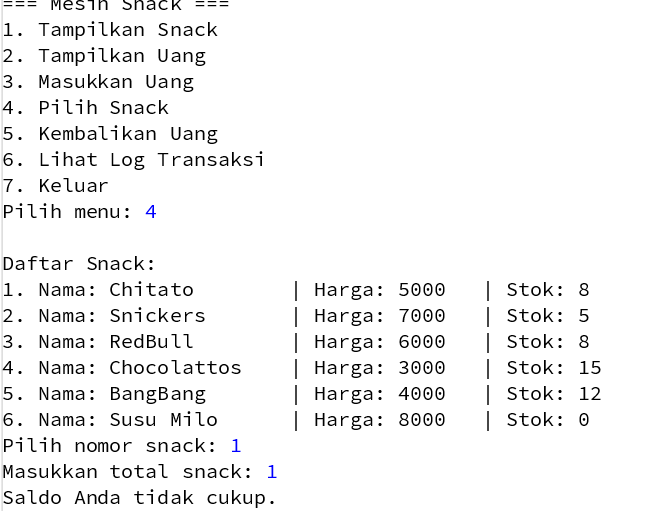 === Mesin Snack ===
1. Tampilkan Snack
2. Tampilkan Uang
3. Masukkan Uang
4. Pilih Snack
5. Kembalikan Uang
6. Lihat Log Transaksi
7. Keluar
Pilih menu: 4
Daftar Snack:
1. Nama: Chitato | Harga: 5000 | Stok: 8
2. Nama: Snickers | Harga: 7000 | Stok: 5
3. Nama: RedBull | Harga: 6000 | Stok: 8
4. Nama: Chocolattos | Harga: 3000 | Stok: 15
5. Nama: BangBang | Harga: 4000 | Stok: 12
6. Nama: Susu Milo | Harga: 8000 | Stok: 0
Pilih nomor snack: 1
Masukkan total snack: 1
Saldo Anda tidak cukup.